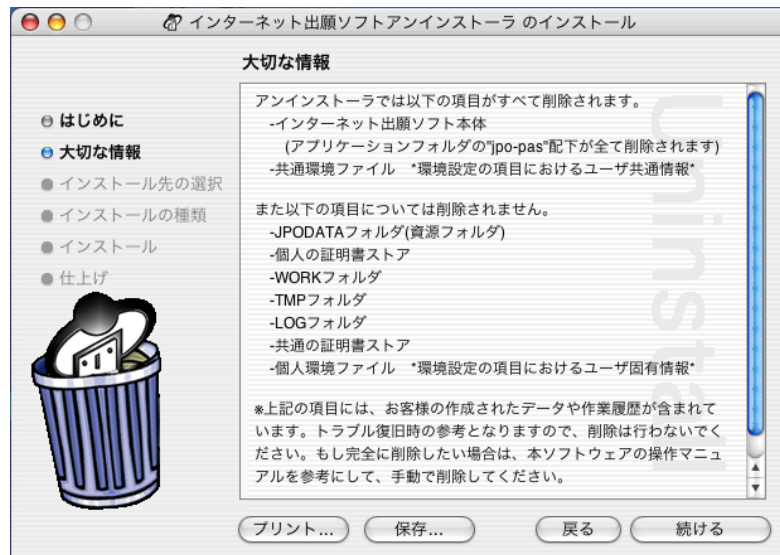 インターネット出願ソフトアンインストーラ のインストール
大切な情報
はじめに
大切な情報
インストール先の選択
インストールの種類
インストール
仕上げ
アンインストーラでは以下の項目がすべて削除されます。
-インターネット出願ソフト本体
(アプリケーションフォルダの"jpo-pas"配下が全て削除されます)
-共通環境ファイル *環境設定の項目におけるユーザ共通情報*
また以下の項目については削除されません。
-JPODATAフォルダ(資源フォルダ)
-個人の証明書ストア
-WORKフォルダ
-TMPフォルダ
-LOGフォルダ
-共通の証明書ストア
-個人環境ファイル *環境設定の項目におけるユーザ固有情報*
※上記の項目には、お客様の作成されたデータや作業履歴が含まれて
います。トラブル復旧時の参考となりますので、削除は行わないでく
ださい。もし完全に削除したい場合は、本ソフトウェアの操作マニュ
アルを参考にして、手動で削除してください。
Uninstall
プリント... 保存... 戻る 続ける